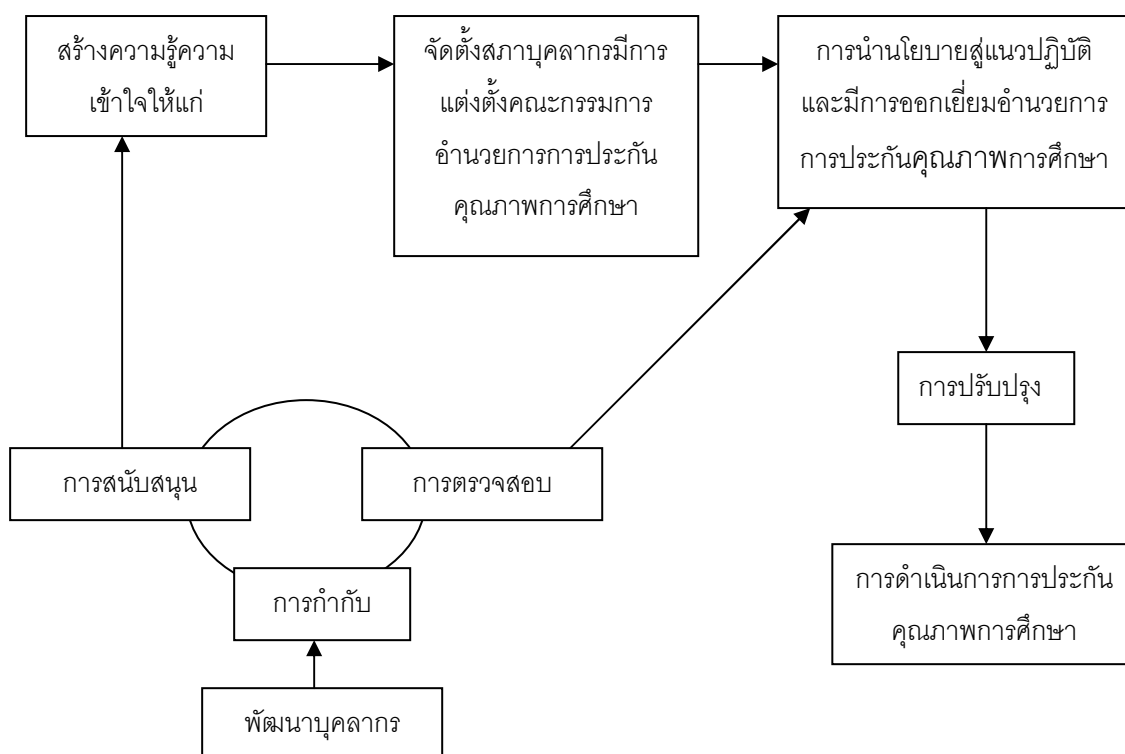 สร้างความรู้ความ
เข้าใจให้แก่
จัดตั้งสภาบุคลากรมีการ
แต่งตั้งคณะกรรมการ
อำนวยการการประกัน
คุณภาพการศึกษา
การนำนโยบายสู่แนวปฏิบัติ
และมีการออกเยี่ยมอำนวยการ
การประกันคุณภาพการศึกษา
การปรับปรุง
การสนับสนุน
การตรวจสอบ
การกำกับ
การดำเนินการการประกัน
คุณภาพการศึกษา
พัฒนาบุคลากร